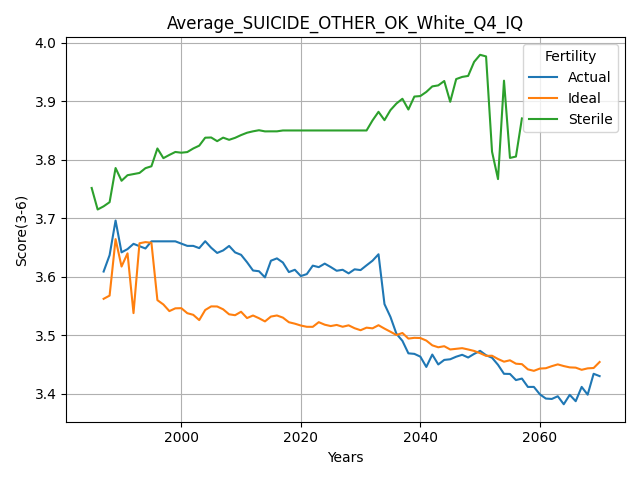 Average_SUICIDE_OTHER_OK_White_Q4_IQ
Fertility
Actual
Ideal
Sterile
Score(3-6)
4.0
3.9
3.8
3.7
3.6
3.5
3.4
2000
2020
2040
2060
Years